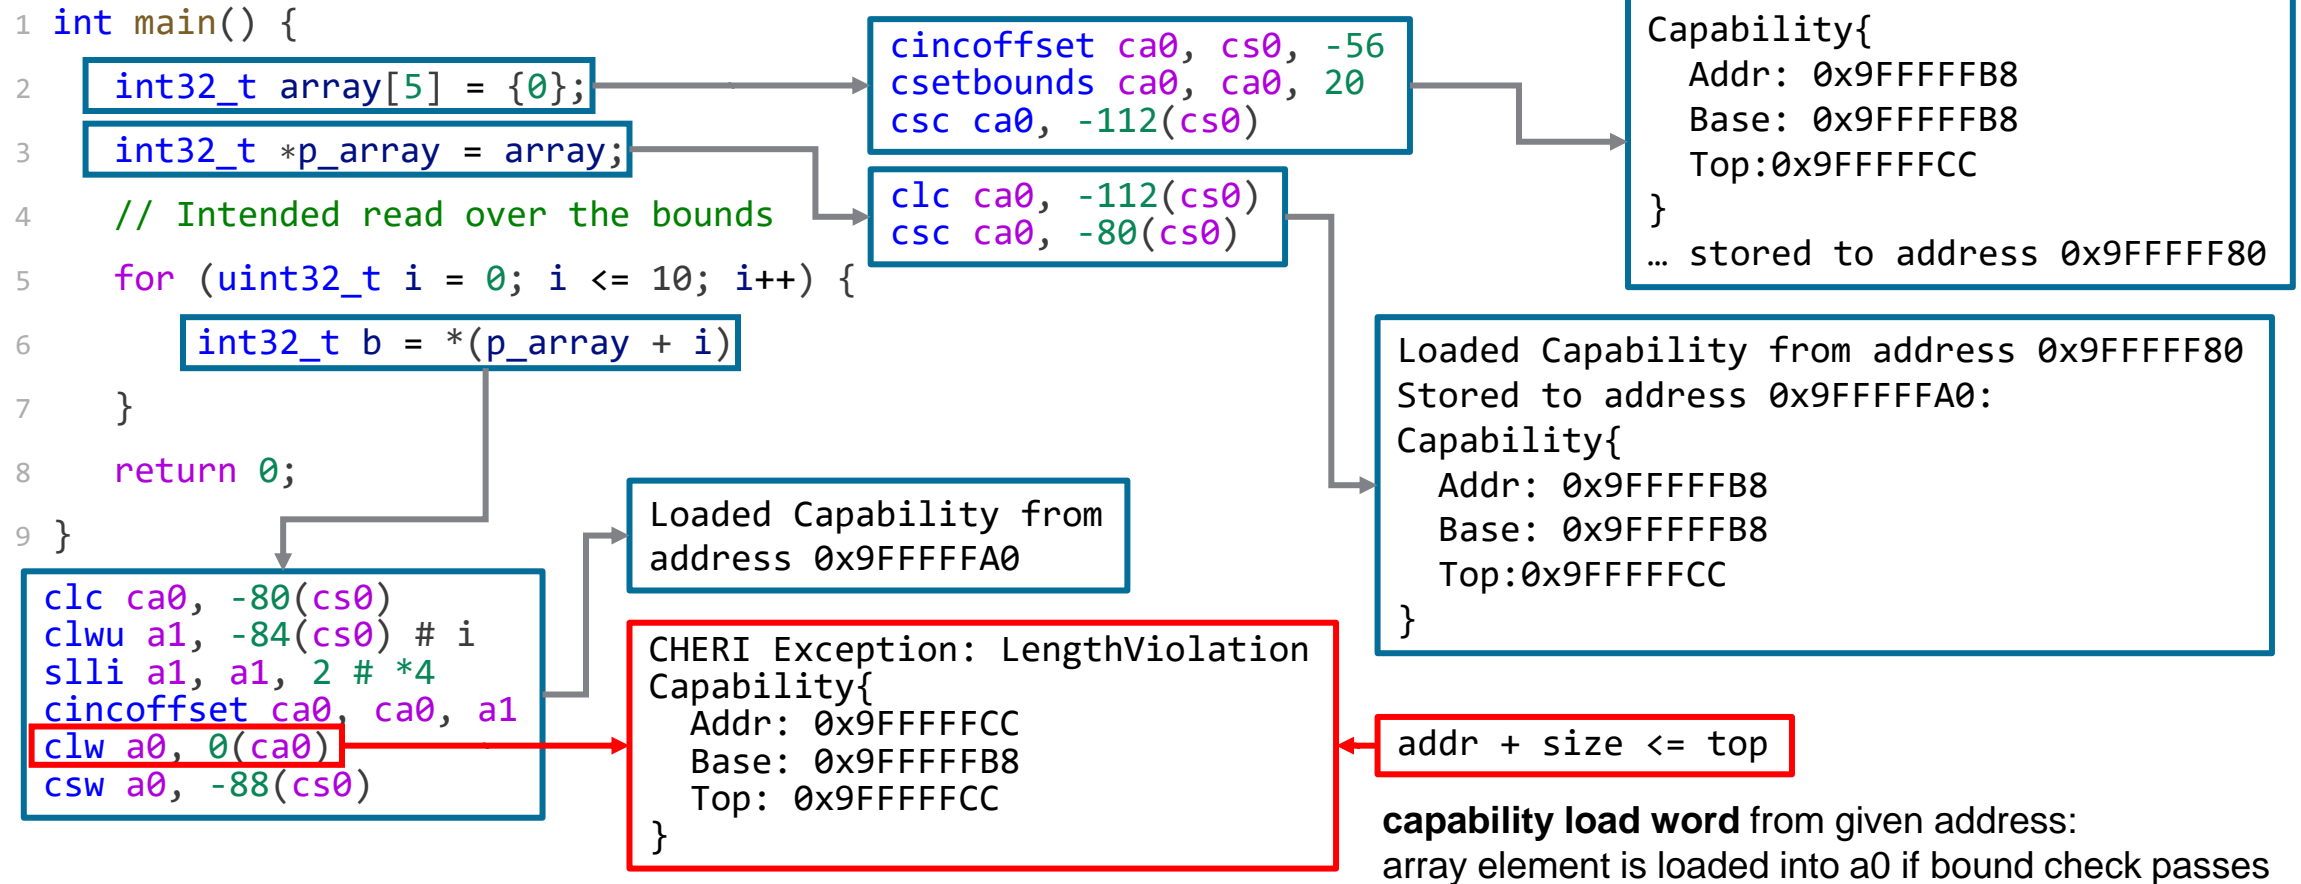 1 int main() {
2 int32_t array[5] = {0};
3 int32_t *p_array = array;
4 // Intended read over the bounds
5 for (uint32_t i = 0; i <= 10; i++) {
6 int32_t b = *(p_array + i)
7 }
8 return 0;
9 }
cincoffset ca0, cs0, -56
csetbounds ca0, ca0, 20
csc ca0, -112(cs0)
Capability{
Addr: 0x9FFFFFB8
Base: 0x9FFFFFB8
Top:0x9FFFFFCC
}
… stored to address 0x9FFFFF80
clc ca0, -112(cs0)
csc ca0, -80(cs0)
Loaded Capability from address 0x9FFFFF80
Stored to address 0x9FFFFFA0:
Capability{
Addr: 0x9FFFFFB8
Base: 0x9FFFFFB8
Top:0x9FFFFFCC
}
clc ca0, -80(cs0)
clwu a1, -84(cs0) # i
slli a1, a1, 2 # *4
cincoffset ca0, ca0, a1
clw a0, 0(ca0)
csw a0, -88(cs0)
Loaded Capability from
address 0x9FFFFFA0
CHERI Exception: LengthViolation
Capability{
Addr: 0x9FFFFFCC
Base: 0x9FFFFFB8
Top: 0x9FFFFFCC
}
addr + size <= top
capability load word from given address:
array element is loaded into a0 if bound check passes